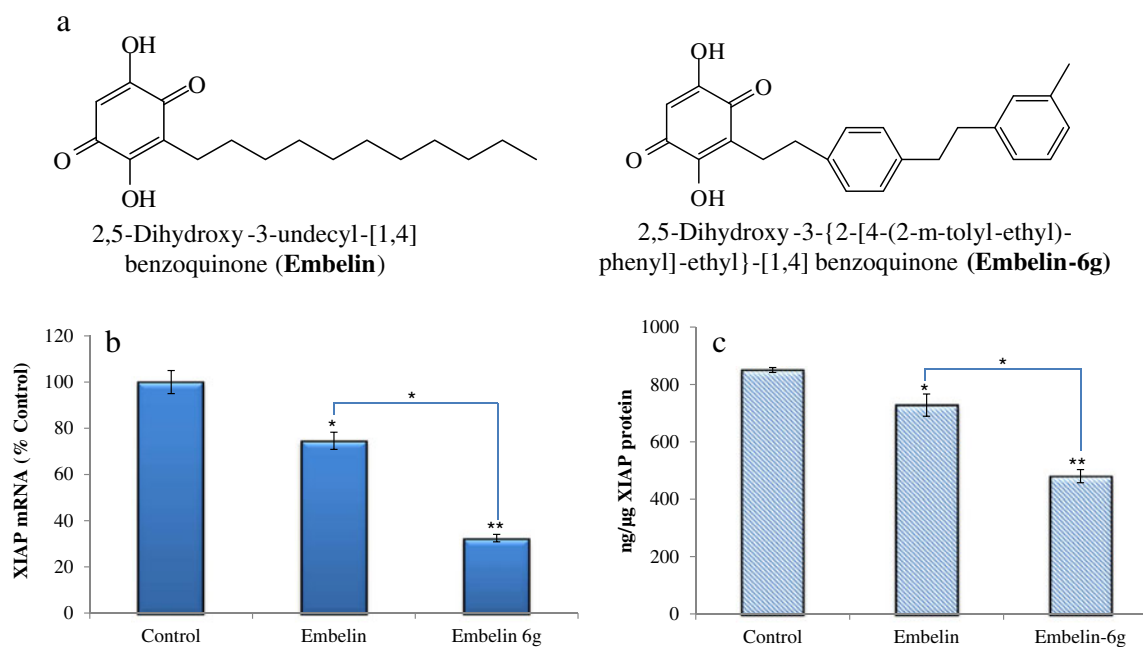 a
OH
O
O
OH
2,5-Dihydroxy -3-undecyl-[1,4]
benzoquinone (Embelin)
OH
O
O
OH
2,5-Dihydroxy -3-{2-[4-(2-m-tolyl-ethyl)-
phenyl]-ethyl}-[1,4] benzoquinone (Embelin-6g)
b
XIAP mRNA (% Control)
120
100
80
60
40
20
0
*
*
**
Control
Embelin
Embelin 6g
c
ng/µg XIAP protein
1000
800
600
400
200
0
*
*
**
Control
Embelin
Embelin-6g